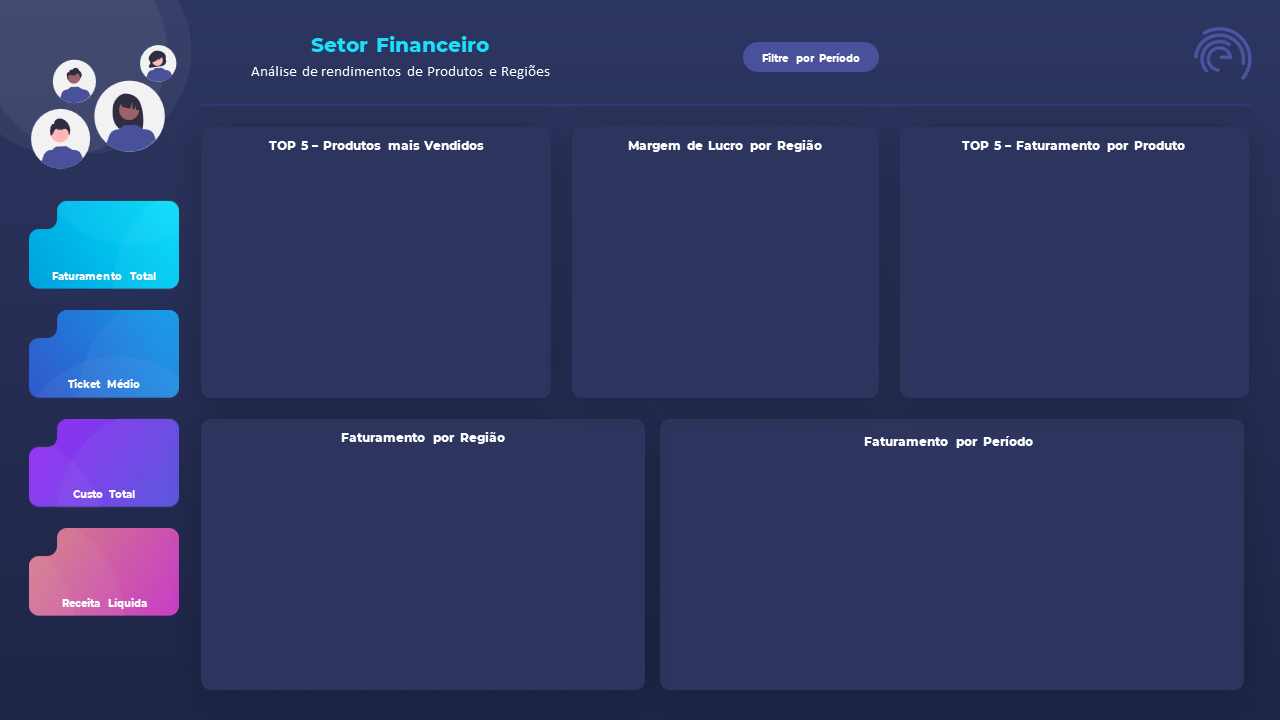 Setor Financeiro
Análise de rendimentos de Produtos e Regiões
Filtre por Período
TOP 5 – Produtos mais Vendidos
Margem de Lucro por Região
TOP 5 – Faturamento por Produto
Faturamento Total
Ticket Médio
Custo Total
Receita Líquida
Faturamento por Região
Faturamento por Período